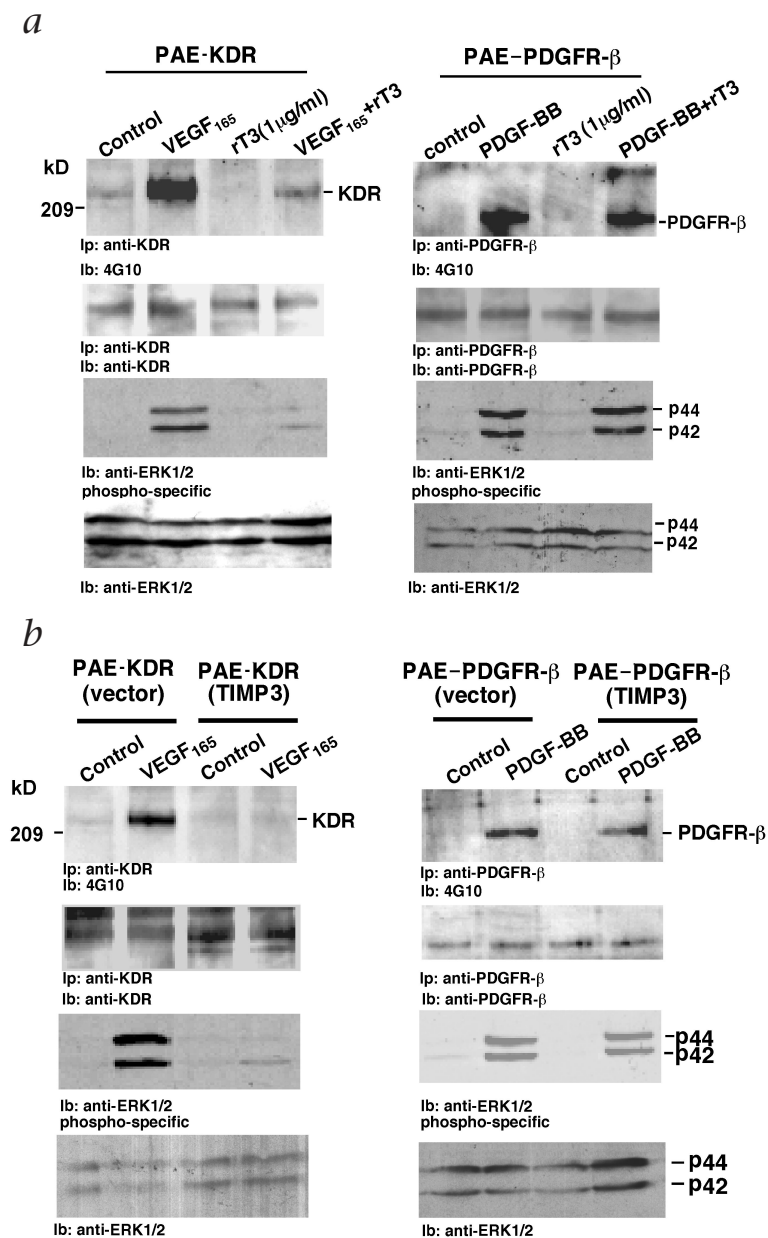 a
PAE-KDR
Control
VEGF165
rT3(1µg/ml)
VEGF165+rT3
kD
209
KDR
Ip: anti-KDR
Ib: 4G10
Ip: anti-KDR
Ib: anti-KDR
Ib: anti-ERK1/2
phospho-specific
Ib: anti-ERK1/2
PAE-PDGFR-β
control
PDGF-BB
rT3 (1µg/ml)
PDGF-BB+rT3
PDGFR-β
Ip: anti-PDGFR-β
Ib: 4G10
Ip: anti-PDGFR-β
Ib: anti-PDGFR-β
p44
p42
Ib: anti-ERK1/2
phospho-specific
p44
p42
Ib: anti-ERK1/2
b
PAE-KDR
(vector)
PAE-KDR
(TIMP3)
Control
VEGF165
Control
VEGF165
kD
209
KDR
Ip: anti-KDR
Ib: 4G10
Ip: anti-KDR
Ib: anti-KDR
Ib: anti-ERK1/2
phospho-specific
Ib: anti-ERK1/2
PAE-PDGFR-β
(vector)
PAE-PDGFR-β
(TIMP3)
Control
PDGF-BB
Control
PDGF-BB
PDGFR-β
Ip: anti-PDGFR-β
Ib: 4G10
Ip: anti-PDGFR-β
Ib: anti-PDGFR-β
p44
p42
Ib: anti-ERK1/2
phospho-specific
p44
p42
Ib: anti-ERK1/2